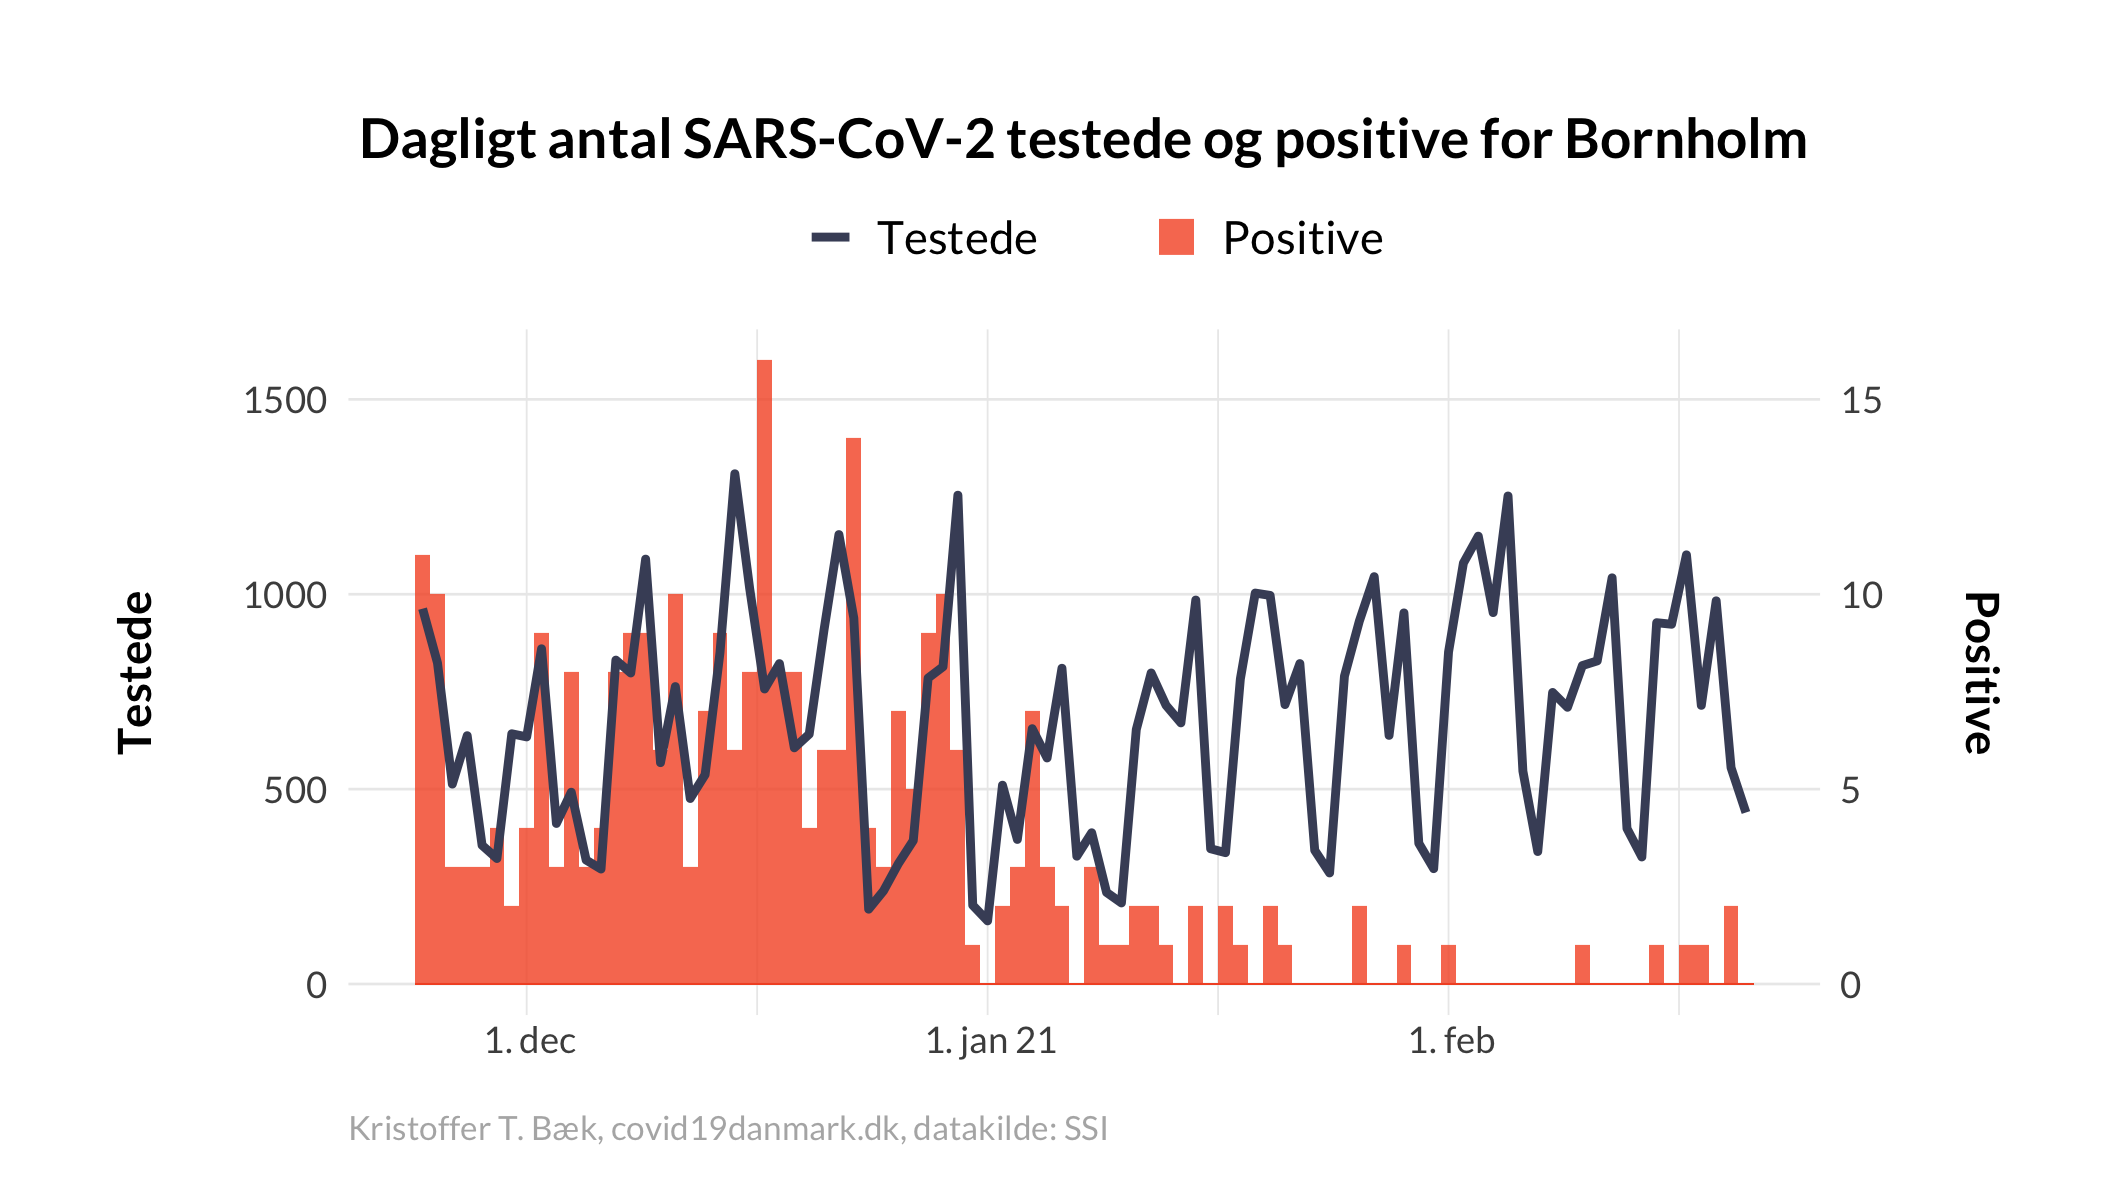 Dagligt antal SARS-CoV-2 testede og positive for Bornholm
Testede
Positive
Testede
1500
1000
500
0
15
10
5
0
Positive
1. dec
1. jan 21
1. feb
Kristoffer T. Bæk, covid19danmark.dk, datakilde: SSI